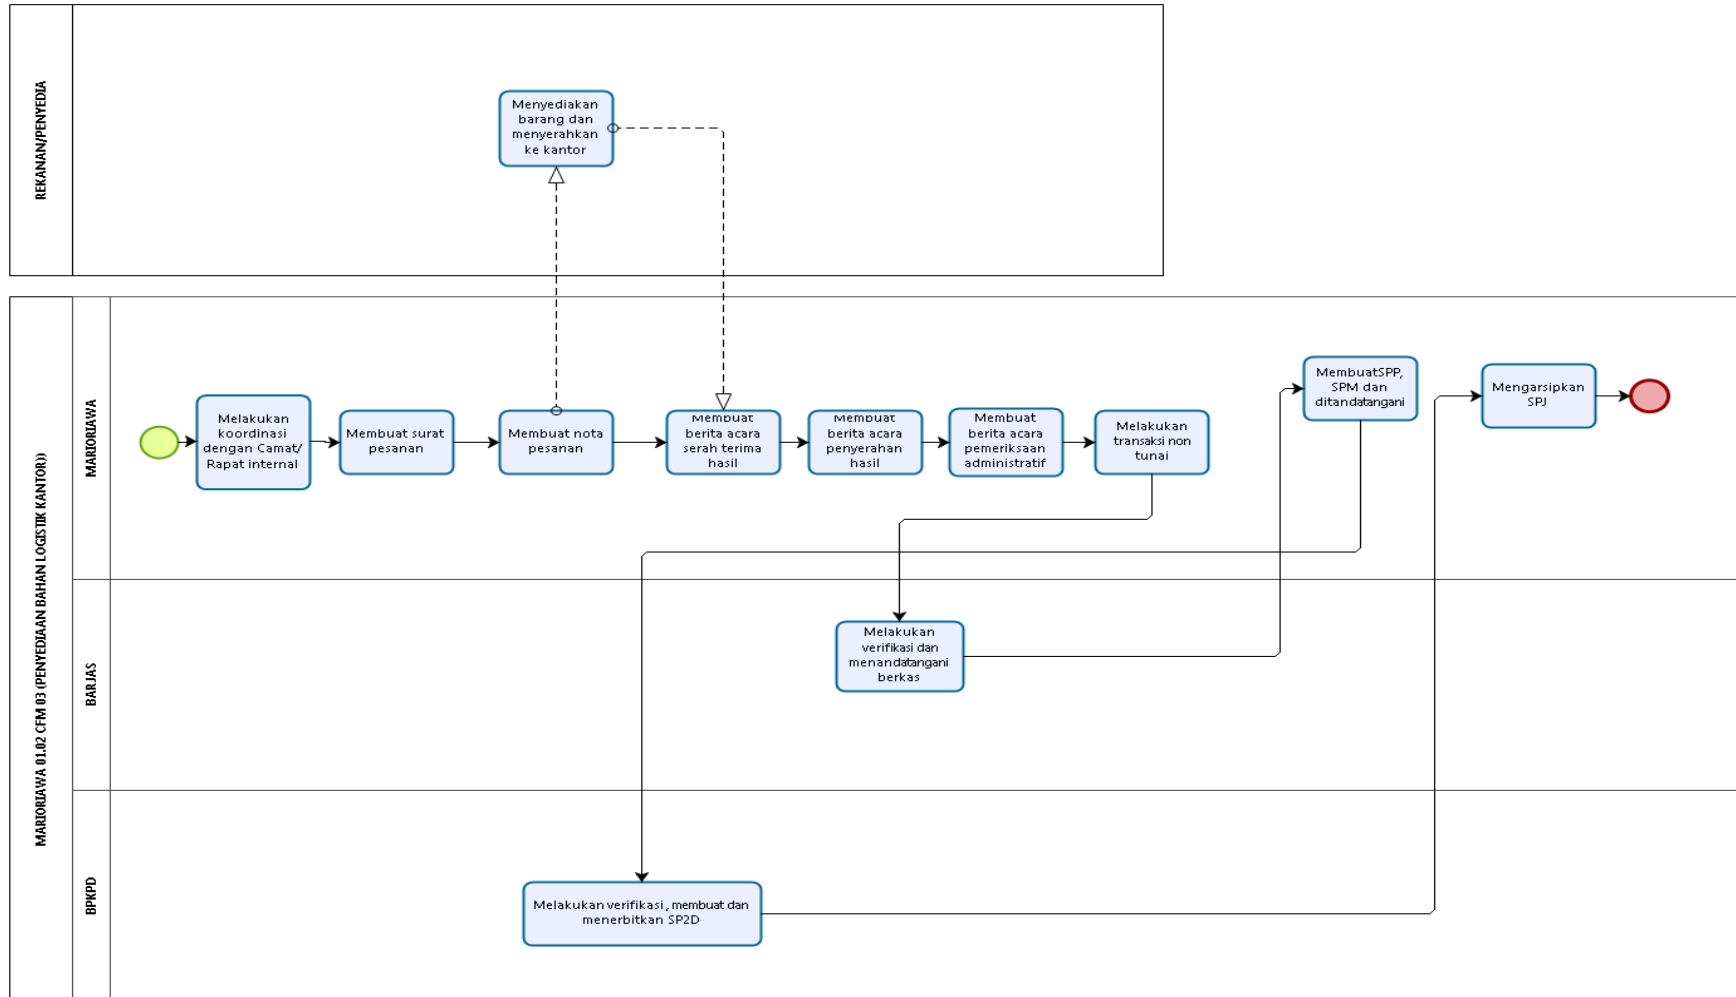 REKANAN/PENYEDIA
Menyediakan
barang dan
menyerahkan
ke kantor
MARIORIAWA 01.02 CFM 03 (PENYEDIAAN BAHAN LOGISTIK KANTOR))
MARIORIAWA
Melakukan
koordinasi
dengan Camat/
Rapat internal
Membuat surat
pesanan
Membuat nota
pesanan
Membuat
berita acara
serah terima
hasil
Membuat
berita acara
penyerahan
hasil
Membuat
berita acara
pemeriksaan
administratif
Melakukan
transaksi non
tunai
MembuatSPP,
SPM dan
ditandatangani
Mengarsipkan
SPJ
BARJAS
Melakukan
verifikasi dan
menandatangani
berkas
BPKPD
Melakukan verifikasi , membuat dan
menerbitkan SP2D